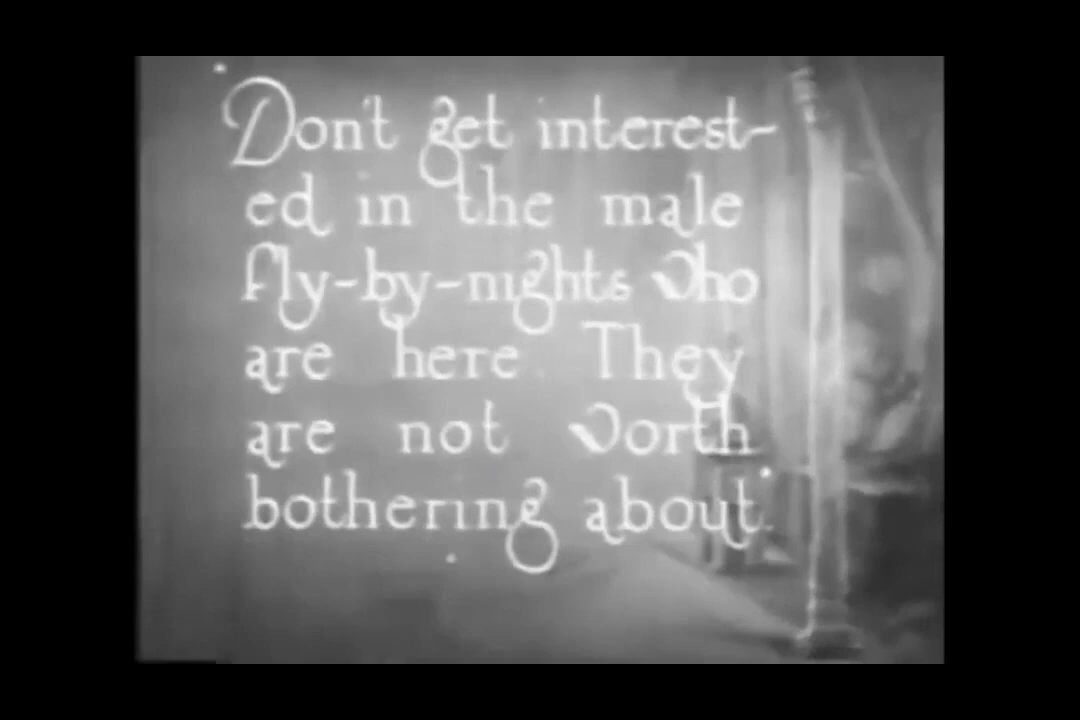 Don't get interest-
ed in the male
fly-by-nights who
are here They
are not worth
bothering about.